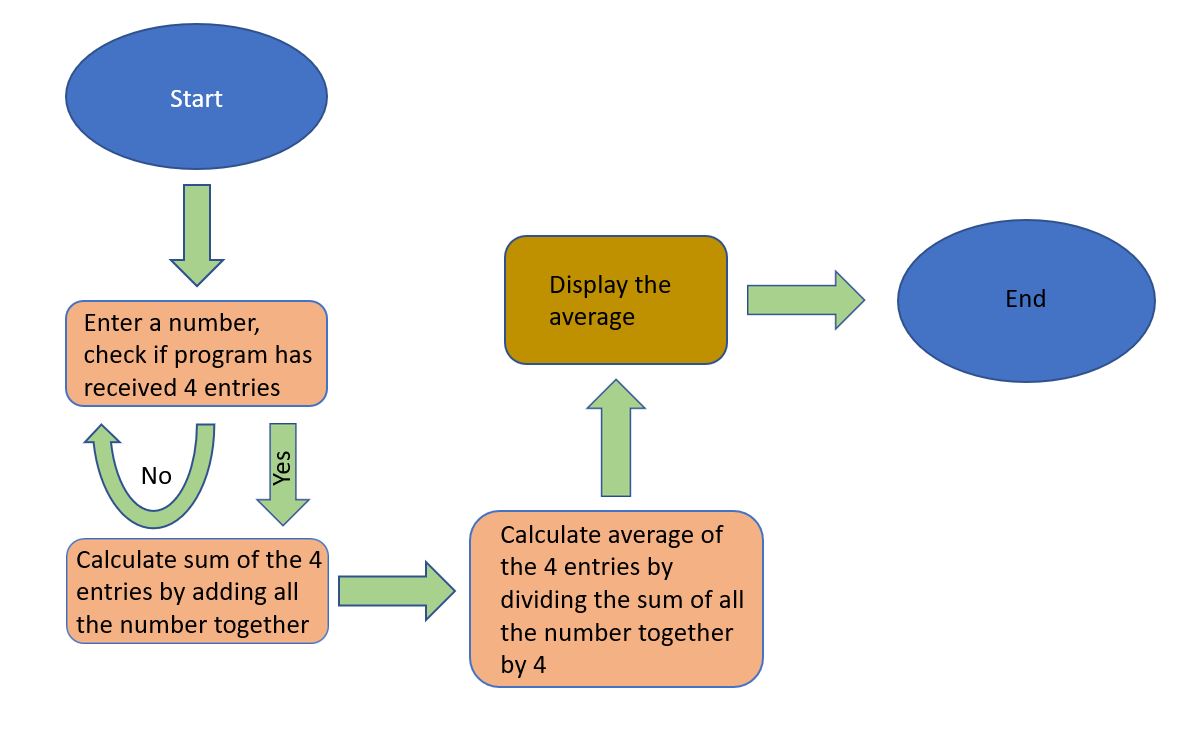 Start
Enter a number,
check if program has
received 4 entries
No
Yes
Calculate sum of the 4
entries by adding all
the number together
Calculate average of
the 4 entries by
dividing the sum of all
the number together
by 4
Display the
average
End